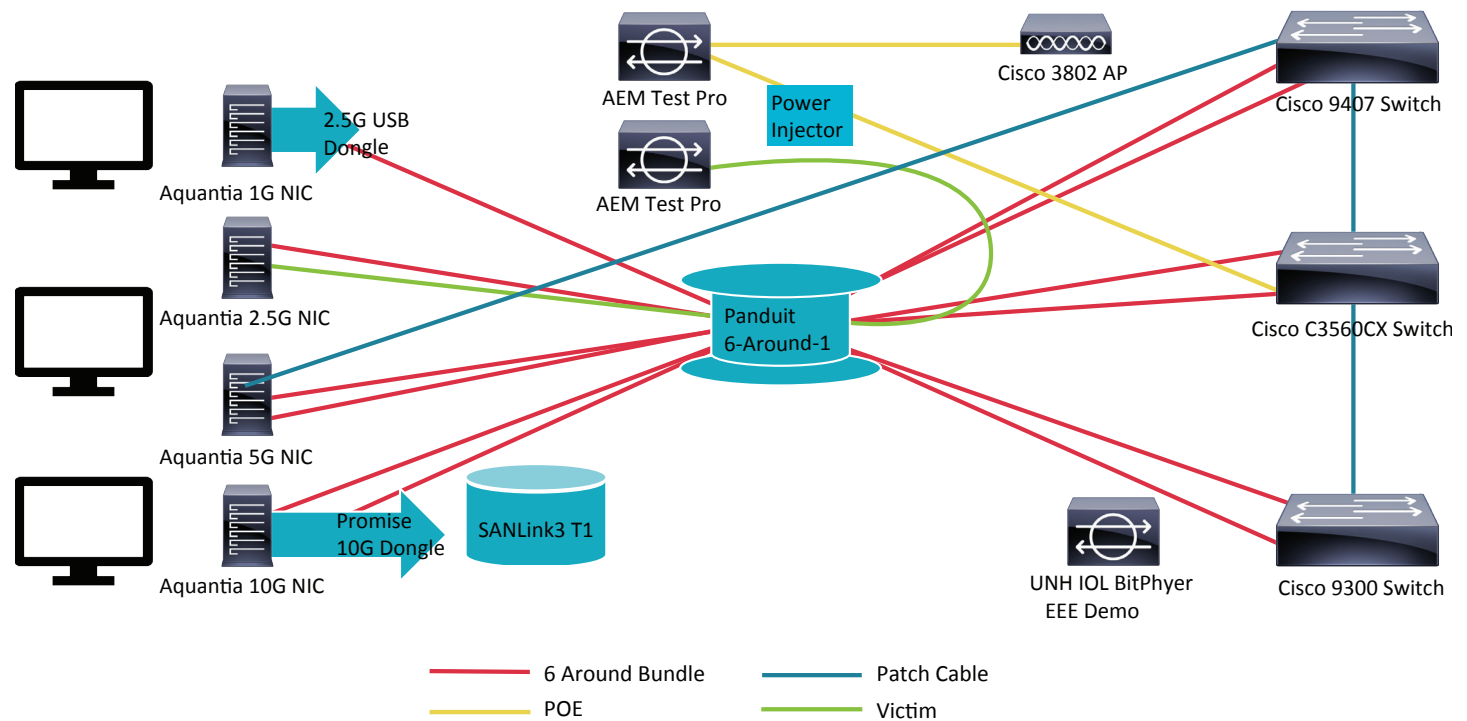 Cisco 3802 AP
AEM Test Pro
Cisco 9407 Switch
Power
Injector
2.5G USB
Dongle
Aquantia 1G NIC
AEM Test Pro
Aquantia 2.5G NIC
Panduit
6-Around-1
Cisco C3560CX Switch
Aquantia 5G NIC
Promise
10G Dongle
SANLink3 T1
Aquantia 10G NIC
UNH IOL BitPhyer
EEE Demo
Cisco 9300 Switch
6 Around Bundle
Patch Cable
POE
Victim